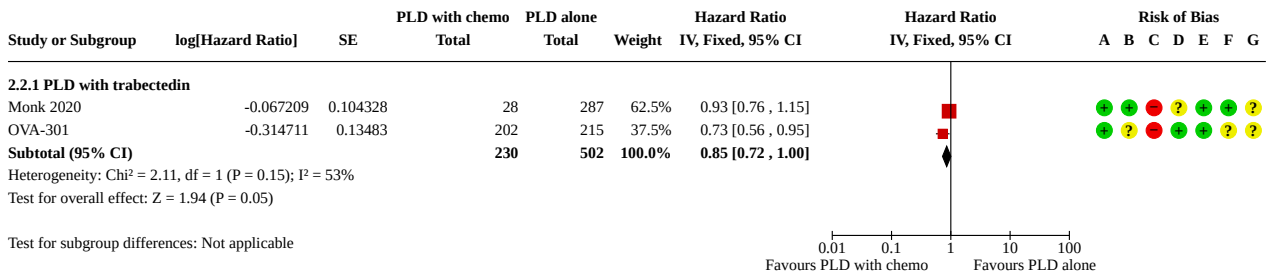 PLD with chemo PLD alone Hazard Ratio Hazard Ratio Risk of Bias
Study or Subgroup log[Hazard Ratio] SE Total Total Weight IV, Fixed, 95% CI IV, Fixed, 95% CI A B C D E F G
2.2.1 PLD with trabectedin
Monk 2020 -0.067209 0.104328 28 287 62.5% 0.93 [0.76 , 1.15] + + − ? + + ?
OVA-301 -0.314711 0.13483 202 215 37.5% 0.73 [0.56 , 0.95] + ? − + + ? ?
Subtotal (95% CI) 230 502 100.0% 0.85 [0.72 , 1.00]
Heterogeneity: Chi² = 2.11, df = 1 (P = 0.15); I² = 53%
Test for overall effect: Z = 1.94 (P = 0.05)
Test for subgroup differences: Not applicable
0.01 0.1 1 10 100
Favours PLD with chemo Favours PLD alone